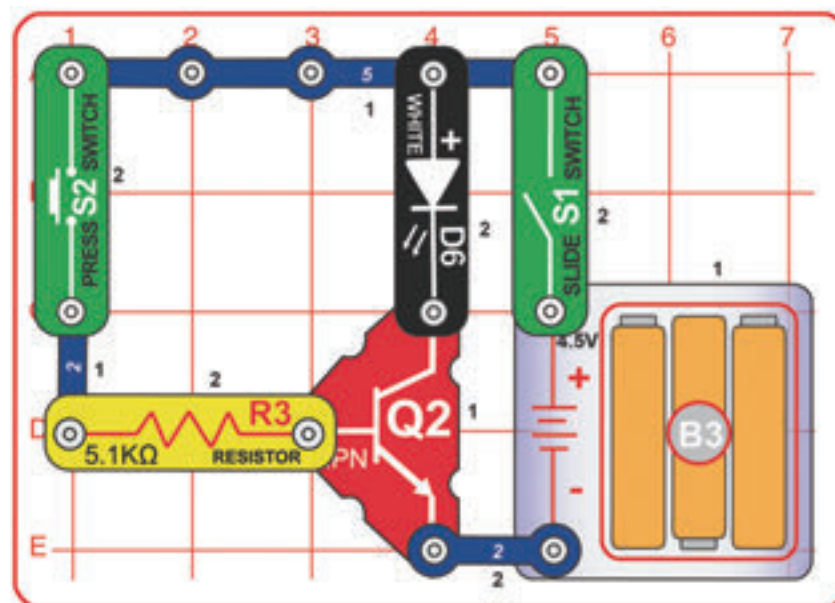 1 2 3 4 5 6 7
5
1
PRESS S2 SWITCH
2
WHITE
+
D6
2
SLIDE S1 SWITCH
2
1
4.5V
+
B3
-
2
1
2
D
R3
5.1KΩ
RESISTOR
Q2
1
E
2
2